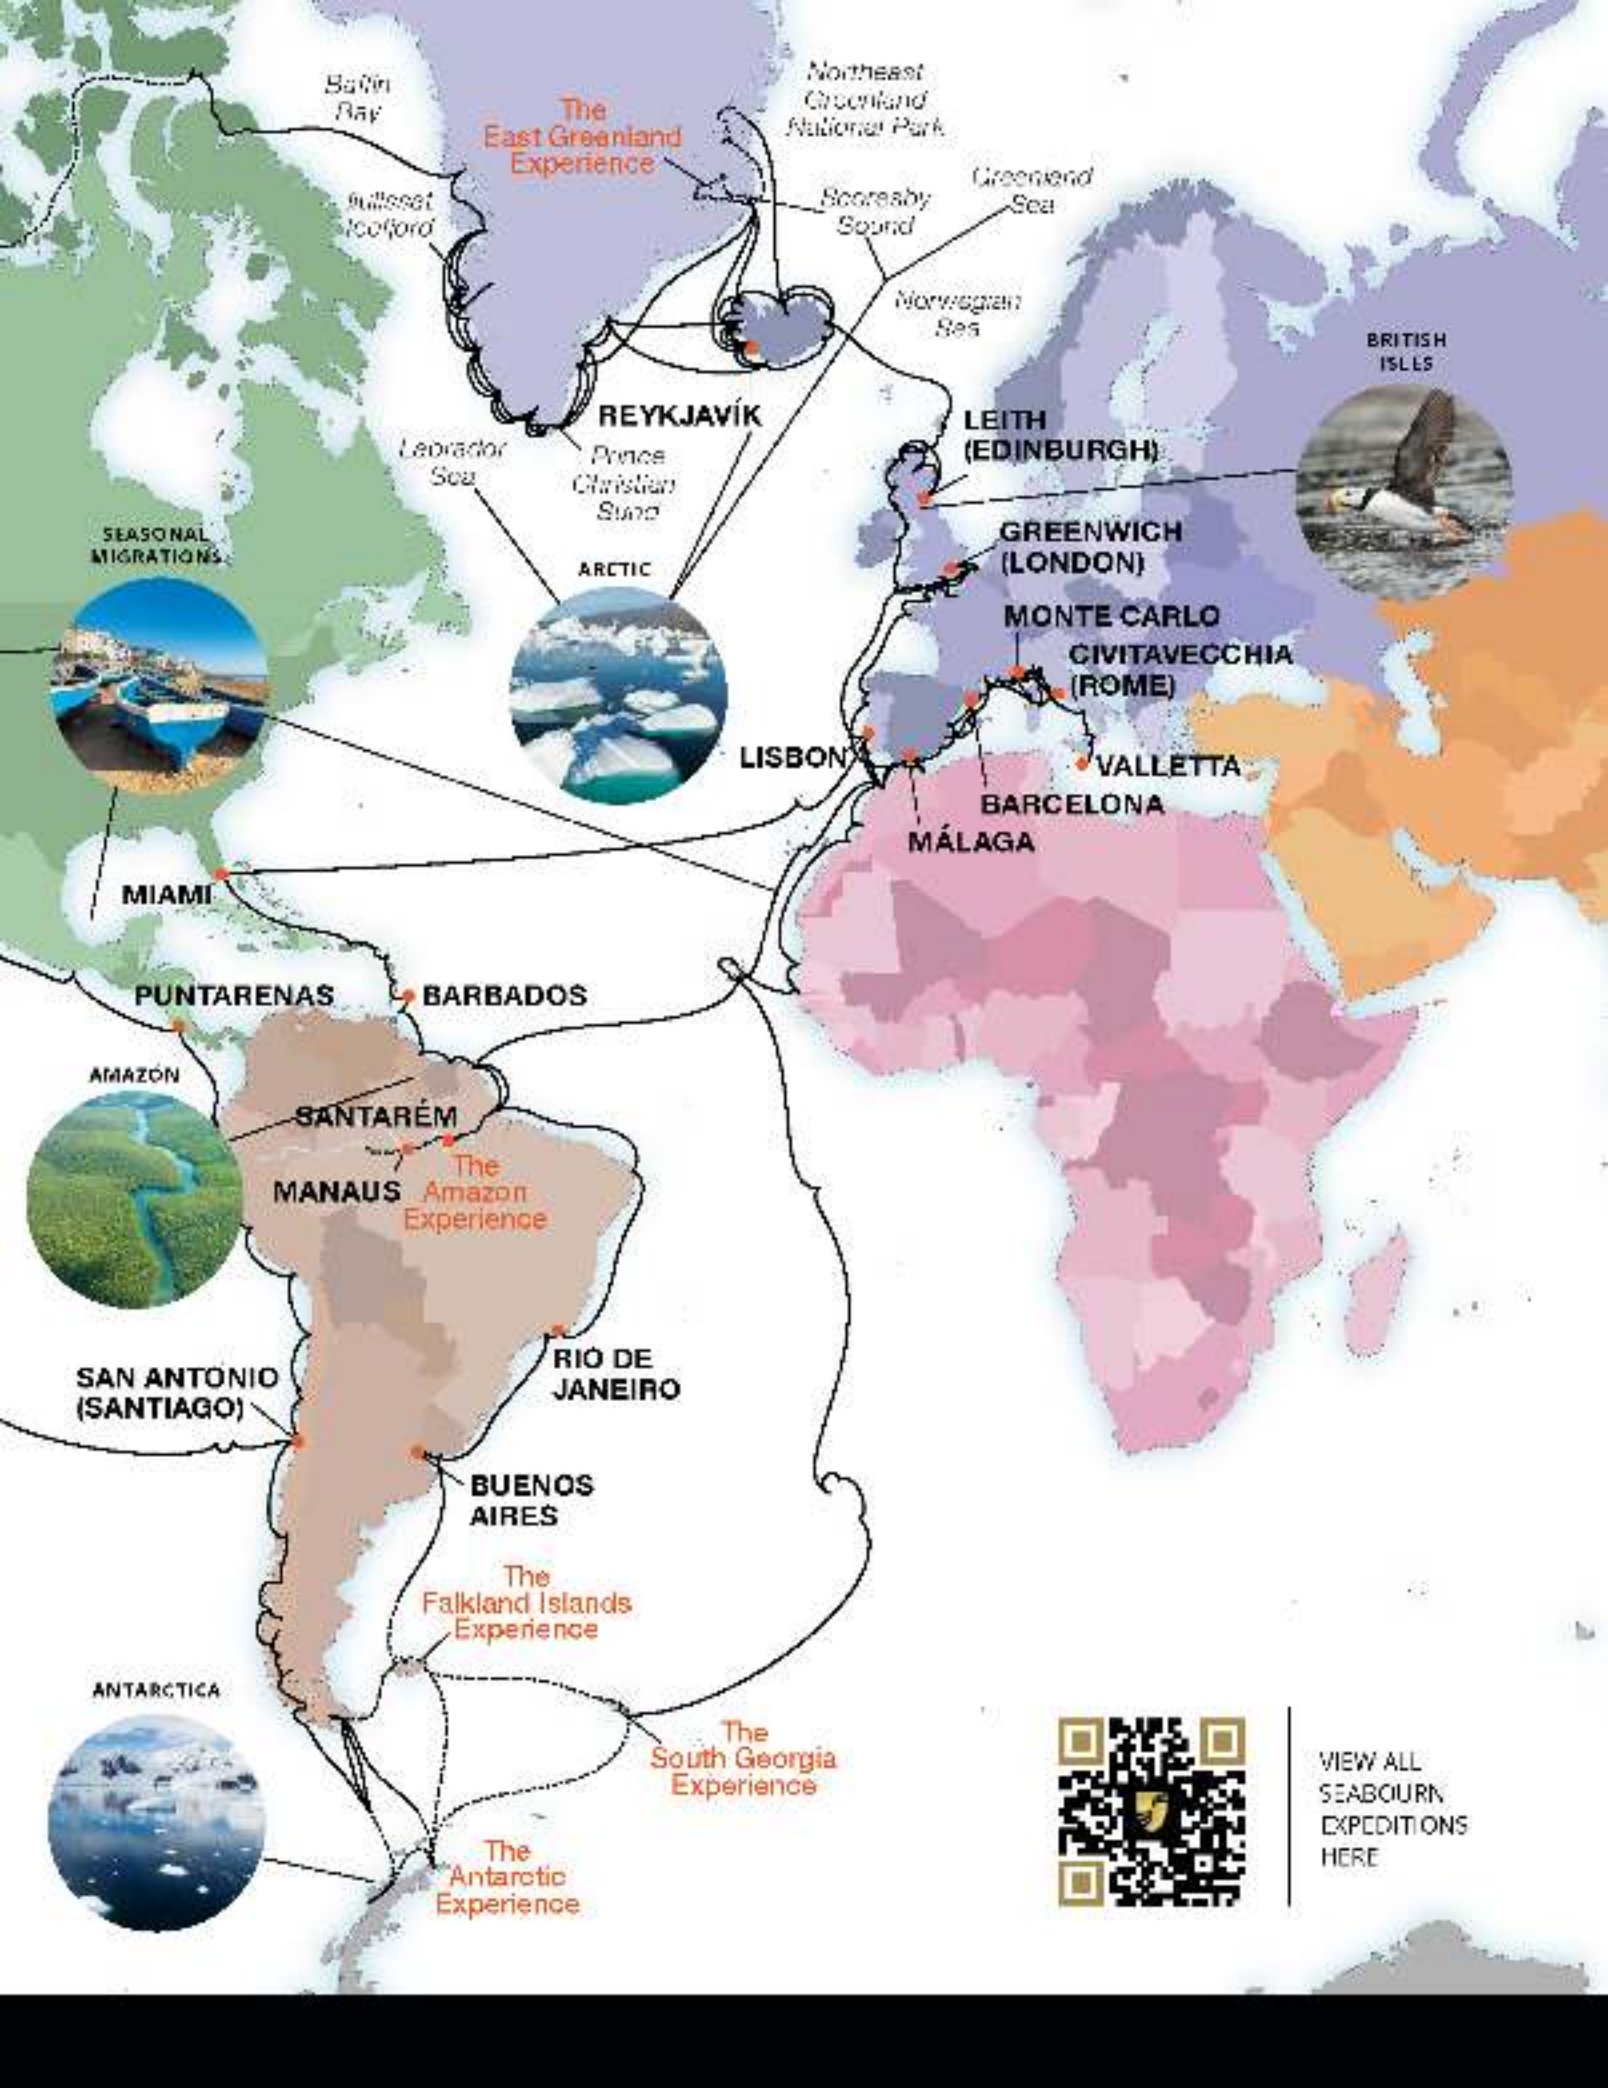 Baffin
Bay
The
East Greenland
Experience
Northeast
Greenland
National Park
Greenland
Sea
Scoresby
Sound
Icefjord
Norwegian
Sea
BRITISH
ISLES
REYKJAVÍK
LEITH
(EDINBURGH)
Labrador
Sea
Prince
Christian
Sund
GREENWICH
(LONDON)
SEASONAL
MIGRATIONS
ARCTIC
MONTE CARLO
CIVITAVECCHIA
(ROME)
LISBON
VALLETTA
BARCELONA
MÁLAGA
MIAMI
PUNTARENAS
BARBADOS
AMAZON
SANTARÉM
MANAUS
The
Amazon
Experience
RIO DE
JANEIRO
SAN ANTONIO
(SANTIAGO)
BUENOS
AIRES
The
Falkland Islands
Experience
ANTARCTICA
The
South Georgia
Experience
The
Antarctic
Experience
VIEW ALL
SEABOURN
EXPEDITIONS
HERE